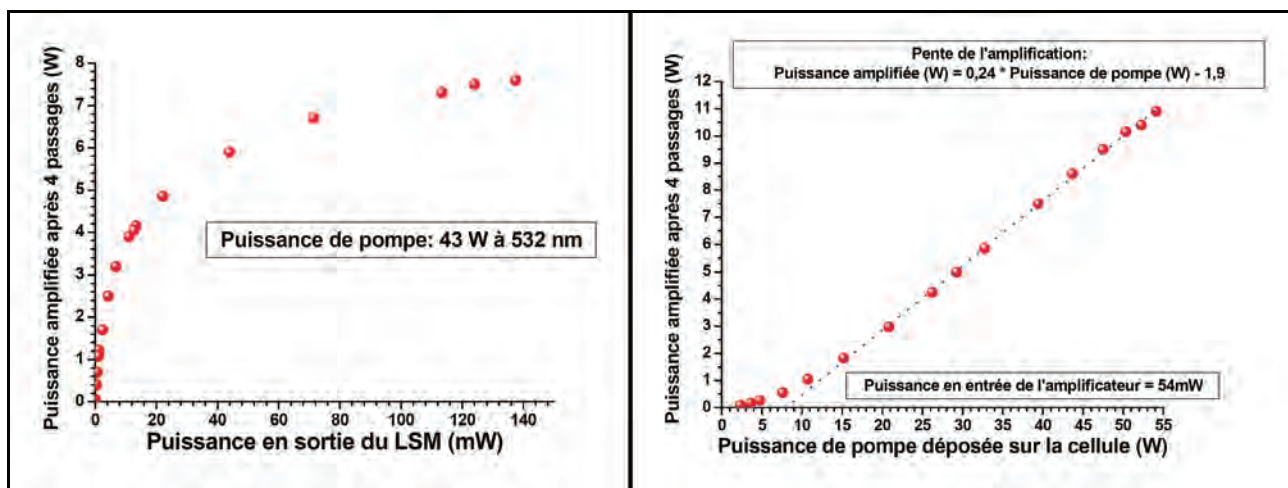 Puissance amplifiée après 4 passages (W)
8
7
6
5
4
3
2
1
0
Puissance de pompe: 43 W à 532 nm
0 20 40 60 80 100 120 140
Puissance en sortie du LSM (mW)
Pente de l'amplification:
Puissance amplifiée (W) = 0,24 * Puissance de pompe (W) - 1,9
Puissance amplifiée après 4 passages (W)
12
11
10
9
8
7
6
5
4
3
2
1
0
Puissance en entrée de l'amplificateur = 54mW
0 5 10 15 20 25 30 35 40 45 50 55
Puissance de pompe déposée sur la cellule (W)